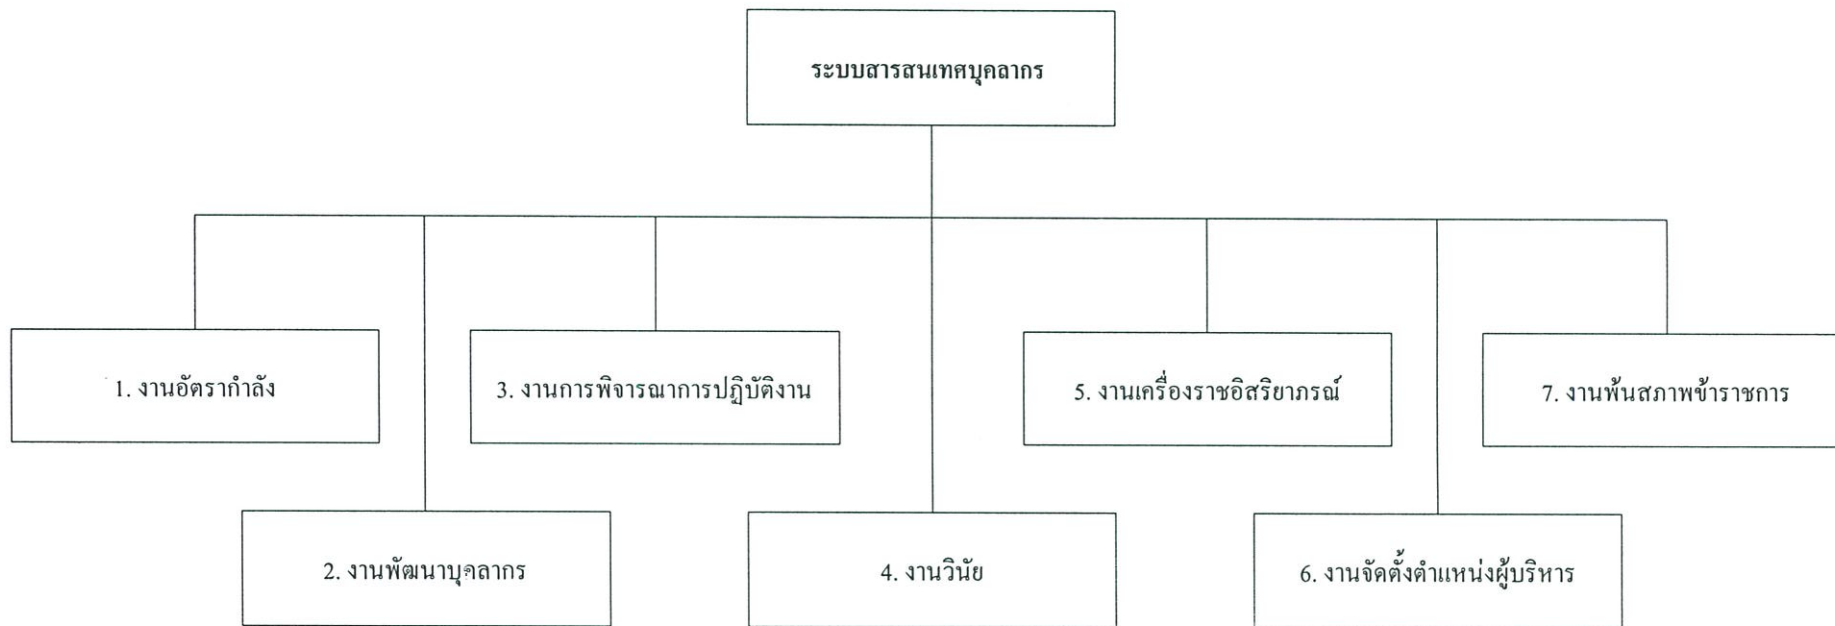 ระบบสารสนเทศบุคลากร
1. งานอัตรากำลัง
2. งานพัฒนาบุคลากร
3. งานการพิจารณาการปฏิบัติงาน
4. งานวินัย
5. งานเครื่องราชอิสริยาภรณ์
6. งานจัดตั้งตำแหน่งผู้บริหาร
7. งานพ้นสภาพข้าราชการ